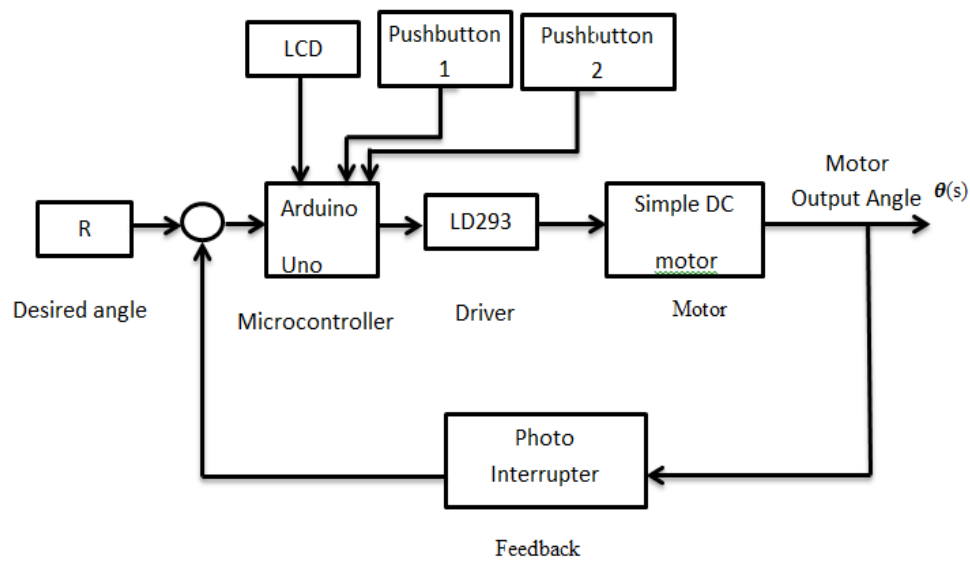 LCD
Pushbutton
1
Pushbutton
2
Motor
Output Angle
θ(s)
R
Arduino
Uno
LD293
Simple DC
motor
Desired angle
Microcontroller
Driver
Motor
Photo
Interrupter
Feedback